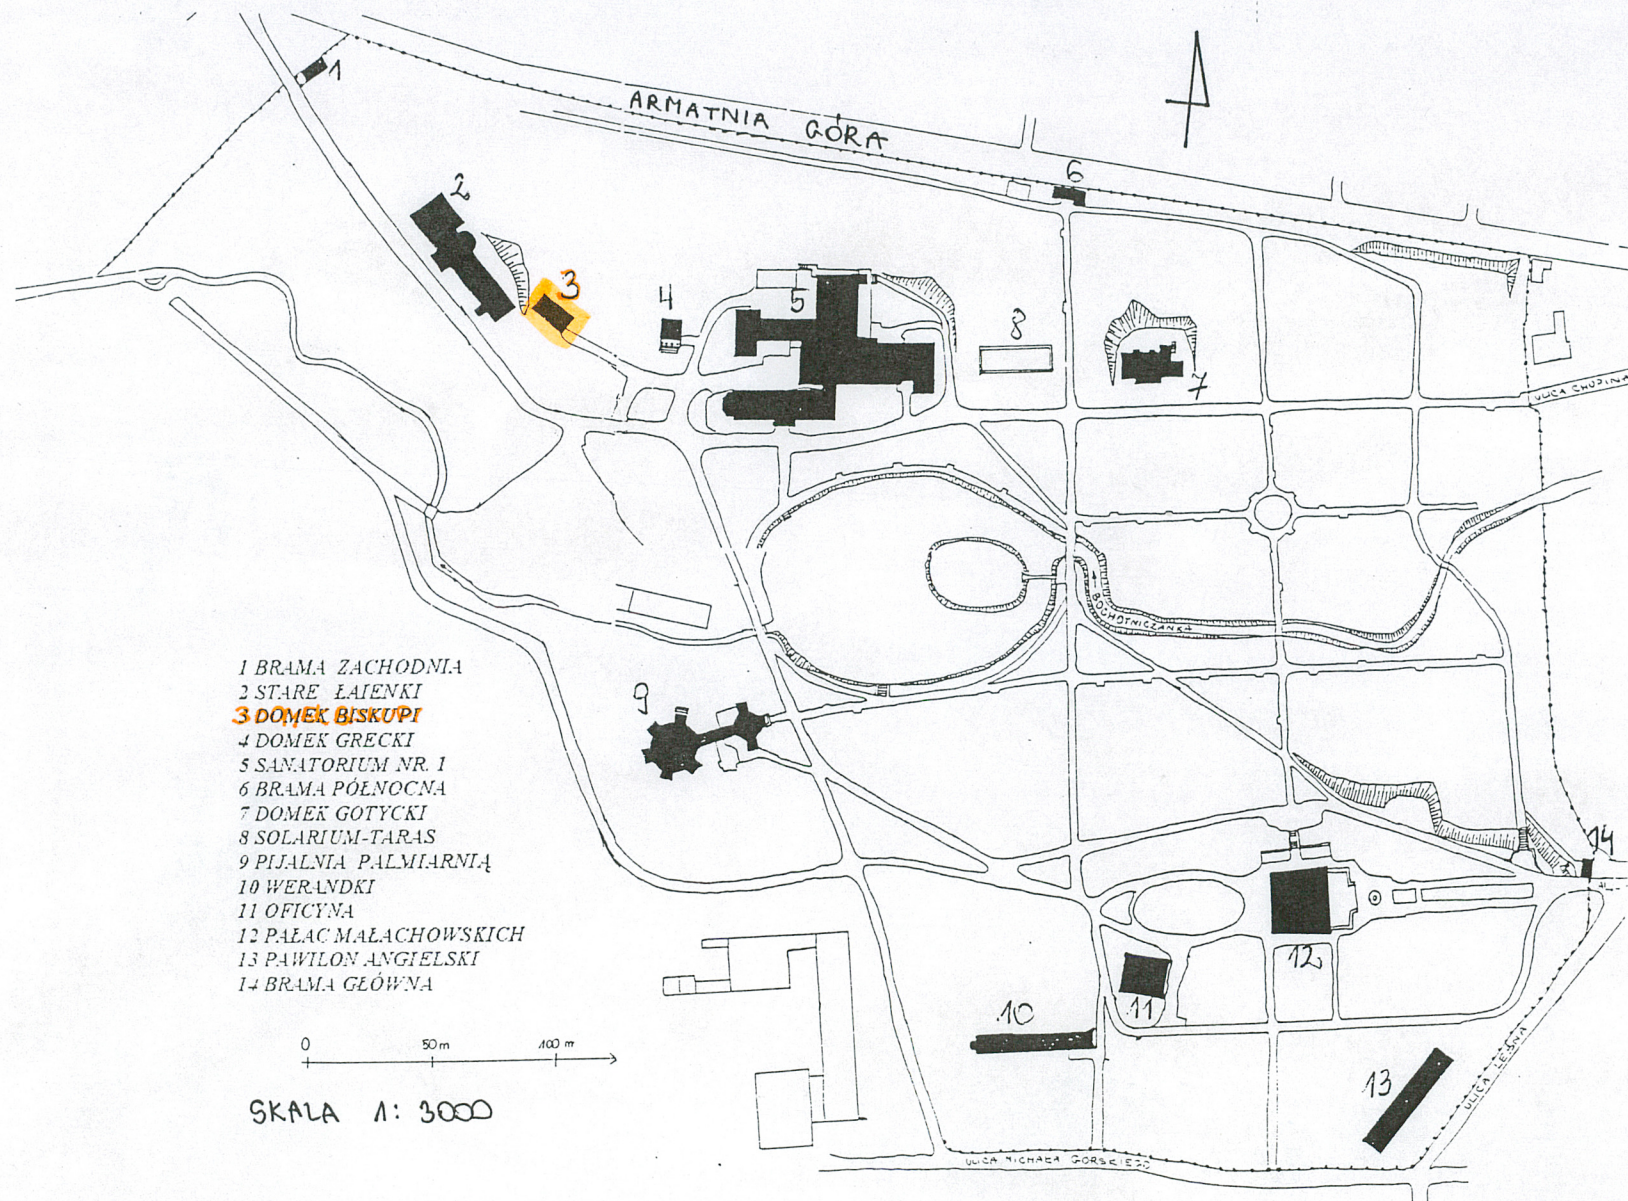 1
ARMATNIA GÓRA
6
2
3
4
5
8
7
ULICA CHOPINA
BOCHOTNICZANKA
1 BRAMA ZACHODNIA
2 STARE ŁAIENKI
3 DOMEK BISKUPI
4 DOMEK GRECKI
5 SANATORIUM NR. 1
6 BRAMA PÓŁNOCNA
7 DOMEK GOTYCKI
8 SOLARIUM-TARAS
9 PIJALNIA PALMIARNIĄ
10 WERANDKI
11 OFICYNA
12 PAŁAC MAŁACHOWSKICH
13 PAWILON ANGIELSKI
14 BRAMA GŁÓWNA
9
14
12
11
10
13
ULICA LEŚNA
0 50 m 100 m
SKALA 1:3000
ULICA MICHAŁA GÓRSKIEGO